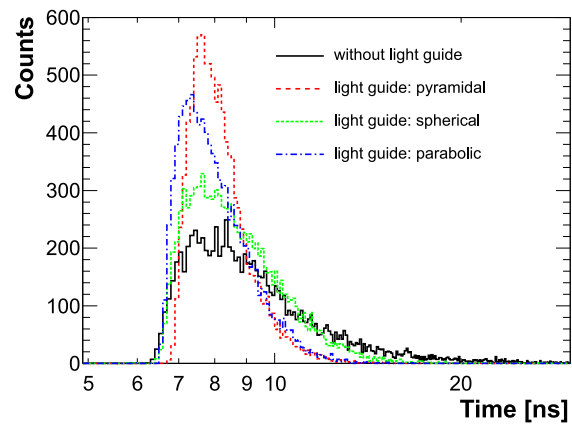 Counts
600
500
400
300
200
100
0
without light guide
light guide: pyramidal
light guide: spherical
light guide: parabolic
5 6 7 8 9 10 20
Time [ns]